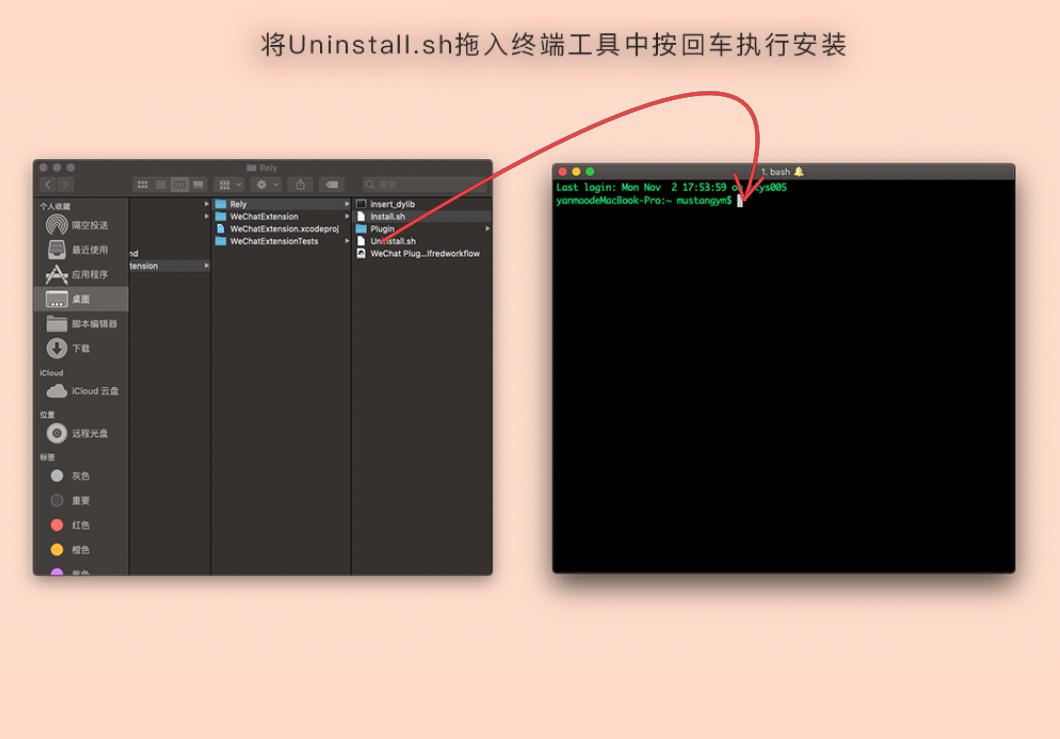 将Uninstall.sh拖入终端工具中按回车执行安装
Rely
搜索
个人收藏
隔空投送
最近使用
应用程序
桌面
脚本编辑器
下载
iCloud
iCloud 云盘
位置
远程光盘
标签
灰色
重要
红色
橙色
紫色
nd
tension
Rely
WeChatExtension
WeChatExtension.xcodeproj
WeChatExtensionTests
insert_dylib
Install.sh
Plugin
Uninstall.sh
WeChat Plug...lfredworkflow
1. bash
Last login: Mon Nov  2 17:53:59 on ttys005
yanmaodeMacBook-Pro:~ mustangym$